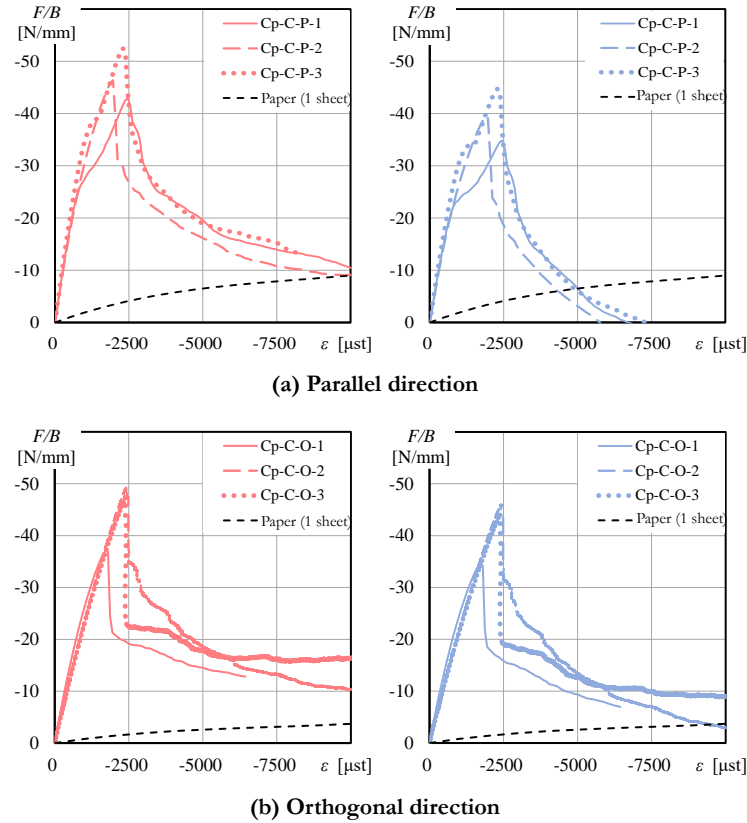 F/B
[N/mm]
Cp-C-P-1
Cp-C-P-2
Cp-C-P-3
Paper (1 sheet)
-50
-40
-30
-20
-10
0
0 -2500 -5000 -7500 ε [µst]
F/B
[N/mm]
Cp-C-P-1
Cp-C-P-2
Cp-C-P-3
Paper (1 sheet)
-50
-40
-30
-20
-10
0
0 -2500 -5000 -7500 ε [µst]
(a) Parallel direction
F/B
[N/mm]
Cp-C-O-1
Cp-C-O-2
Cp-C-O-3
Paper (1 sheet)
-50
-40
-30
-20
-10
0
0 -2500 -5000 -7500 ε [µst]
F/B
[N/mm]
Cp-C-O-1
Cp-C-O-2
Cp-C-O-3
Paper (1 sheet)
-50
-40
-30
-20
-10
0
0 -2500 -5000 -7500 ε [µst]
(b) Orthogonal direction